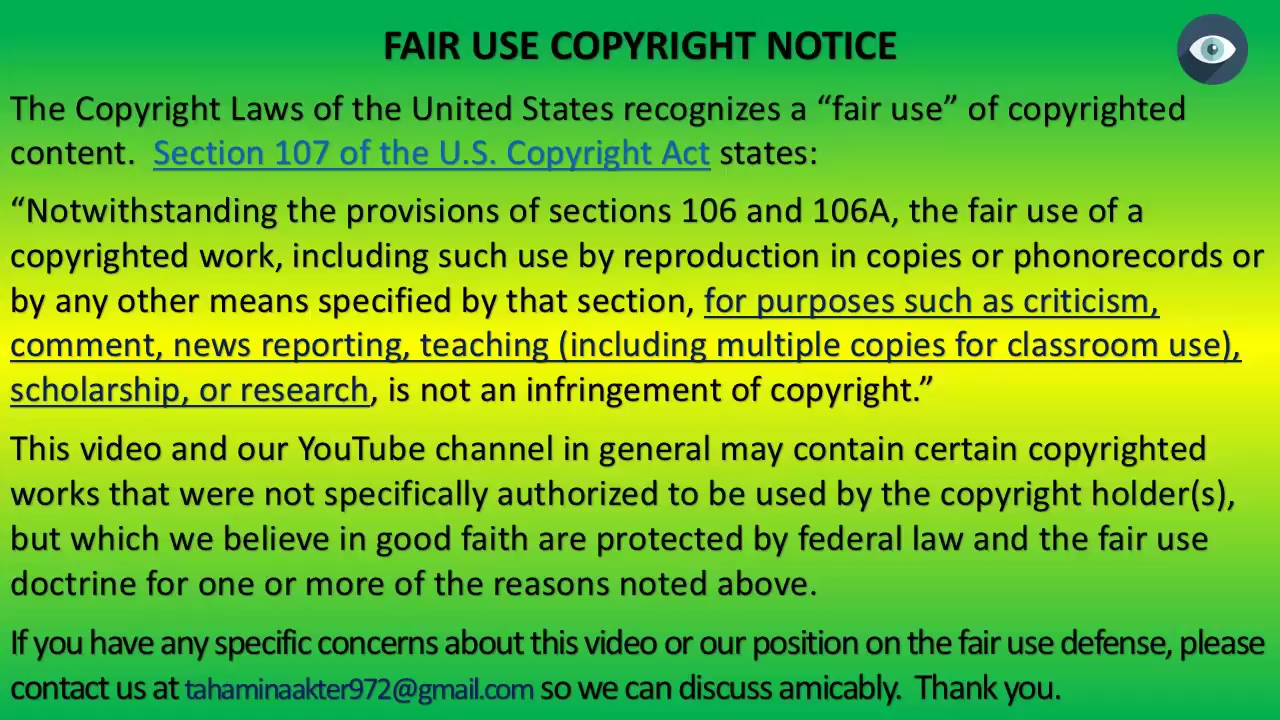 FAIR USE COPYRIGHT NOTICE
The Copyright Laws of the United States recognizes a “fair use” of copyrighted
content.  Section 107 of the U.S. Copyright Act states:
“Notwithstanding the provisions of sections 106 and 106A, the fair use of a
copyrighted work, including such use by reproduction in copies or phonorecords or
by any other means specified by that section, for purposes such as criticism,
comment, news reporting, teaching (including multiple copies for classroom use),
scholarship, or research, is not an infringement of copyright.”
This video and our YouTube channel in general may contain certain copyrighted
works that were not specifically authorized to be used by the copyright holder(s),
but which we believe in good faith are protected by federal law and the fair use
doctrine for one or more of the reasons noted above.
If you have any specific concerns about this video or our position on the fair use defense, please
contact us at tahaminaakter972@gmail.com so we can discuss amicably.  Thank you.